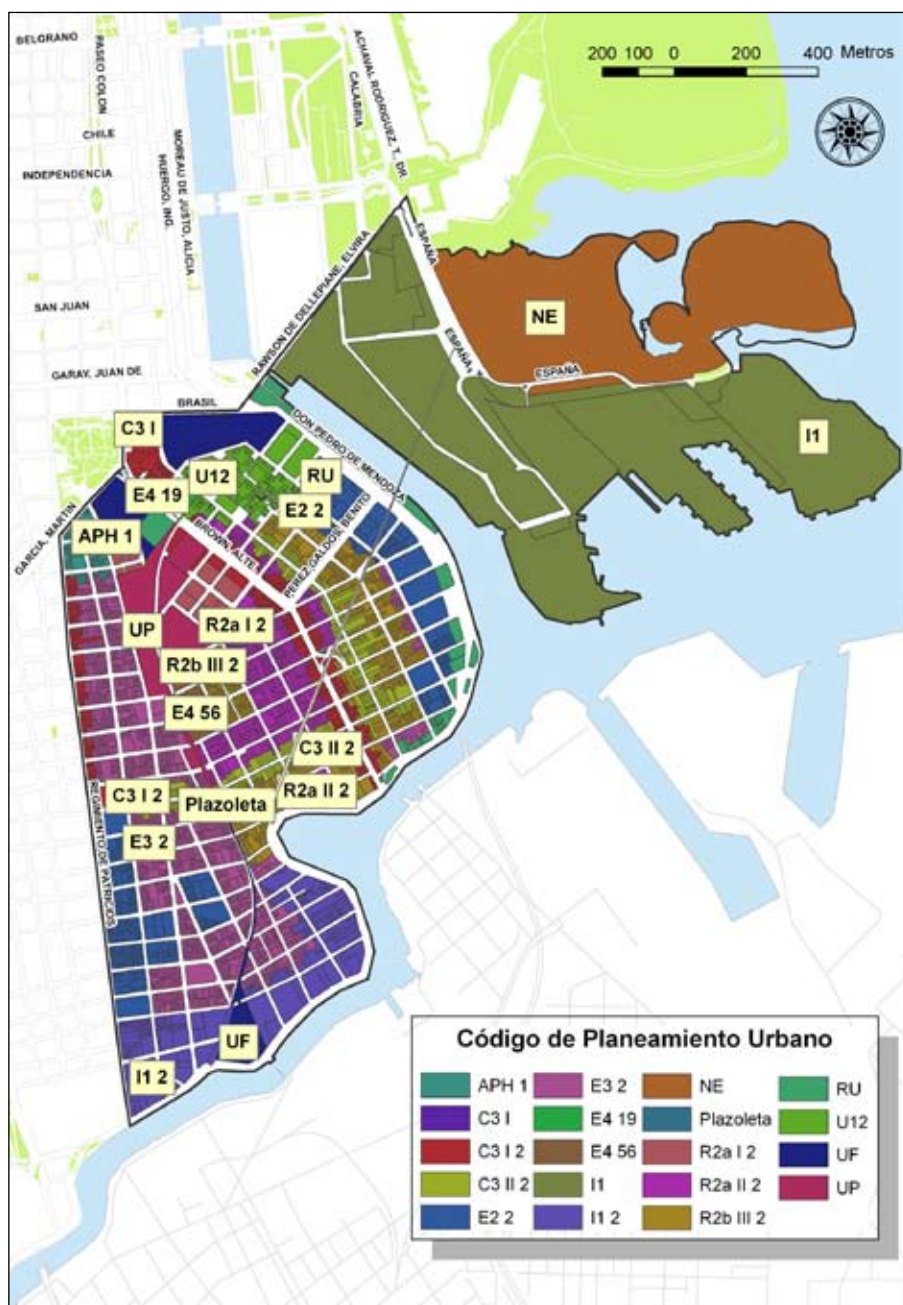 BELGRANO
PASEO COLON
CHILE
INDEPENDENCIA
MOREAU DE JUSTO, ALICIA
HUERGO, ING.
SAN JUAN
GARAY, JUAN DE
BRASIL
ACHAVAL RODRIGUEZ, T., DR.
CALABRIA
200 100 0 200 400 Metros
RAWSON DE DELLEPIANE, ELVIRA
ESPAÑA
ESPAÑA
ESPAÑA
NE
I1
DON PEDRO DE MENDOZA
C3 I
U12
RU
E4 19
E2 2
GARCIA, MARTIN
APH 1
BROWN, ALTE
PEREZ GALDOS, BENITO
UP
R2a I 2
R2b III 2
E4 56
C3 II 2
C3 I 2
Plazoleta
R2a II 2
E3 2
REGIMIENTO DE PATRICIOS
UF
I1 2
Código de Planeamiento Urbano
APH 1
C3 I
C3 I 2
C3 II 2
E2 2
E3 2
E4 19
E4 56
I1
I1 2
NE
Plazoleta
R2a I 2
R2a II 2
R2b III 2
RU
U12
UF
UP